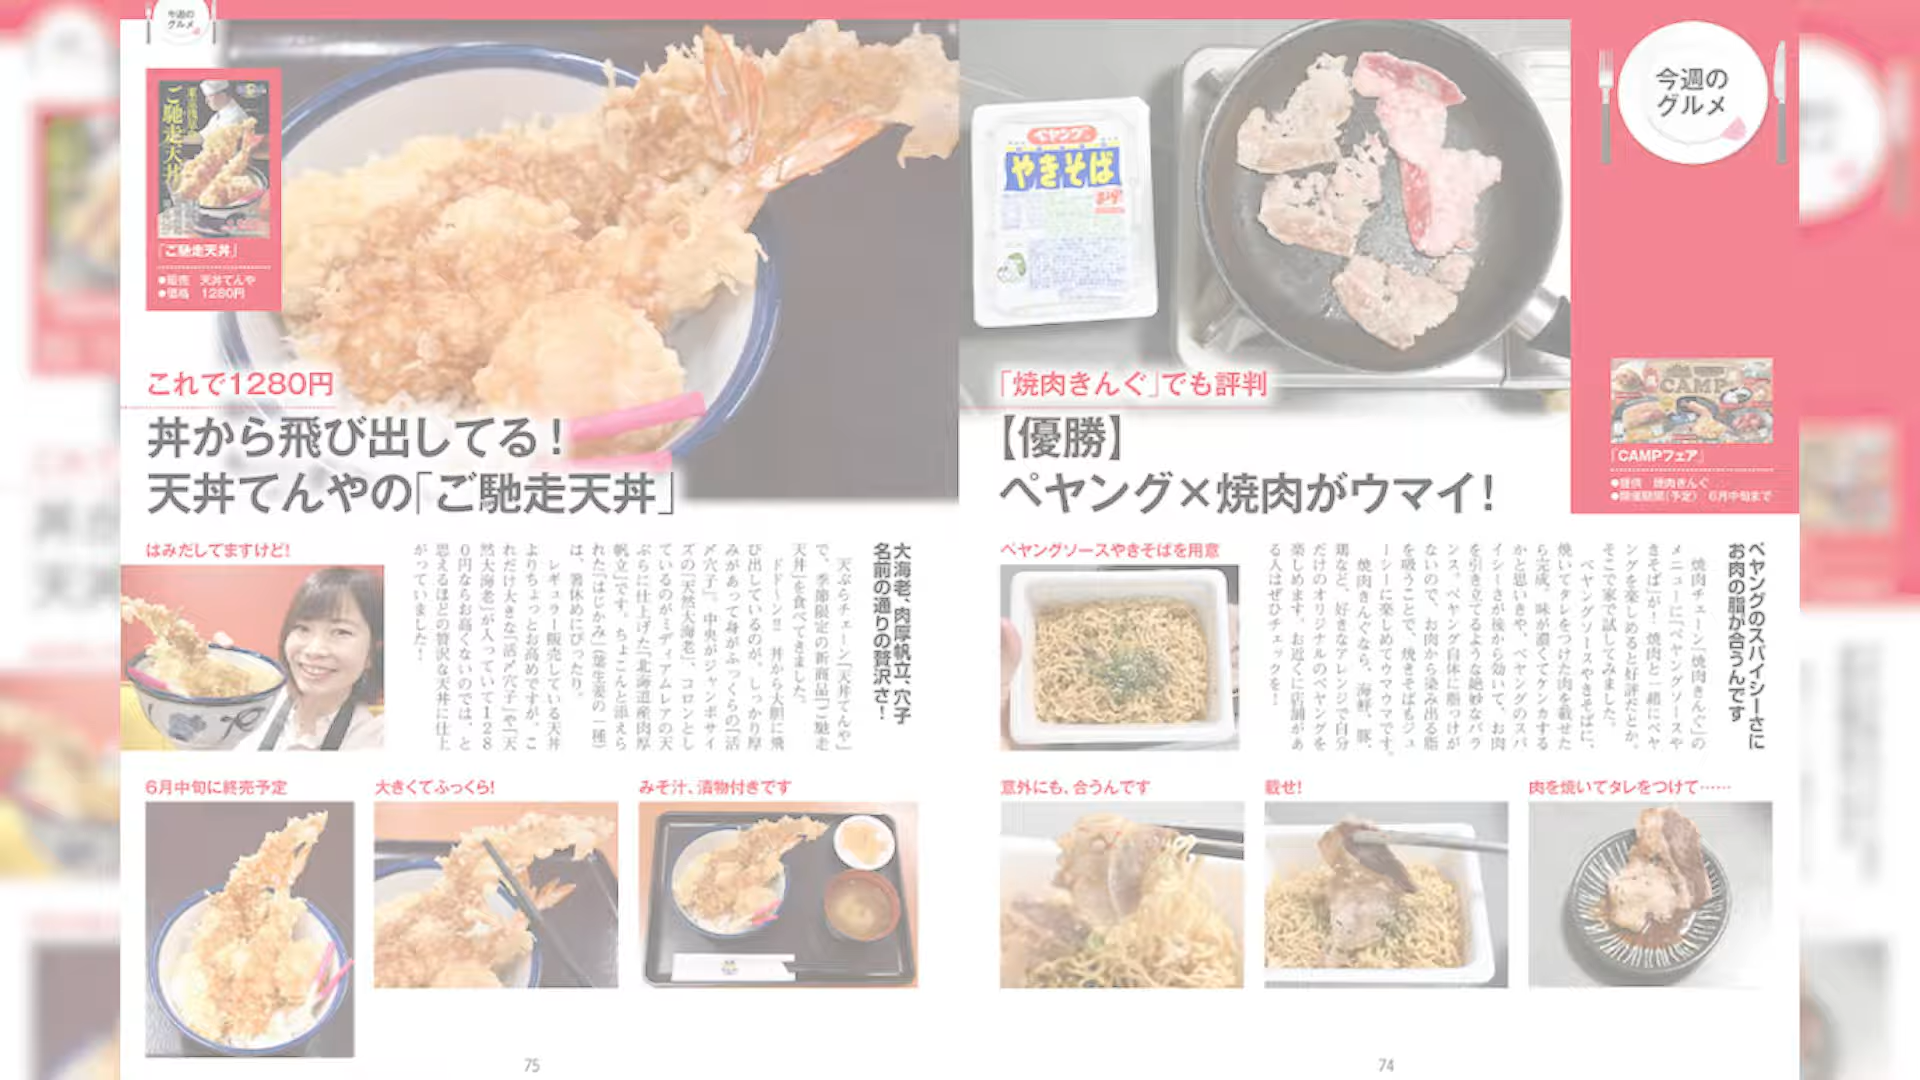 今週の
グルメ
「焼肉きんぐ」でも評判
【優勝】
ペヤング×焼肉がウマイ!
「CAMPフェア」
●提供 焼肉きんぐ
●開催期間(予定) 6月中旬まで
ペヤング
やきそば
CAMP
ペヤングのスパイシーさに
お肉の脂が合うんです
焼肉チェーン『焼肉きんぐ』の
メニューに『ペヤングソースや
きそば』が! 焼肉と一緒にペヤ
ングを楽しめると好評だとか。
そこで家で試してみました。
ペヤングソースやきそばに、
焼いてタレをつけた肉を載せた
ら完成。味が濃くてケンカする
かと思いきや、ペヤングのスパ
イシーさが後から効いて、お肉
を引き立てるような絶妙なバラ
ンス。ペヤング自体に脂っけが
ないので、お肉から染み出る脂
を吸うことで、焼きそばもジュ
ーシーに楽しめてウマウマです。
焼肉きんぐなら、海鮮、豚、
鶏など、好きなアレンジで自分
だけのオリジナルのペヤングを
楽しめます。お近くに店舗があ
る人はぜひチェックを!
ペヤングソースやきそばを用意
肉を焼いてタレをつけて……
載せ!
意外にも、合うんです
74
今週の
グルメ
ご馳走天丼
「ご馳走天丼」
●販売 天丼てんや
●価格 1280円
これで1280円
丼から飛び出してる!
天丼てんやの「ご馳走天丼」
大海老、肉厚帆立、穴子
名前の通りの贅沢さ!
天ぷらチェーン『天丼てんや』
で、季節限定の新商品『ご馳走
天丼』を食べてきました。
ドドーン!! 丼から大胆に飛
び出しているのが、しっかり厚
みがあって身がふっくらの『活
〆穴子』。中央がジャンボサイ
ズの『天然大海老』、コロンとし
ているのがミディアムレアの天
ぷらに仕上げた『北海道産肉厚
帆立』です。ちょこんと添えら
れた『はじかみ』(葉生姜の一種)
は、箸休めにぴったり。
レギュラー販売している天丼
よりちょっとお高めですが、こ
れだけ大きな『活〆穴子』や『天
然大海老』が入っていて128
0円ならお高くないのでは、と
思えるほどの贅沢な天丼に仕上
がっていました!
はみだしてますけど!
みそ汁、漬物付きです
大きくてふっくら!
6月中旬に終売予定
75